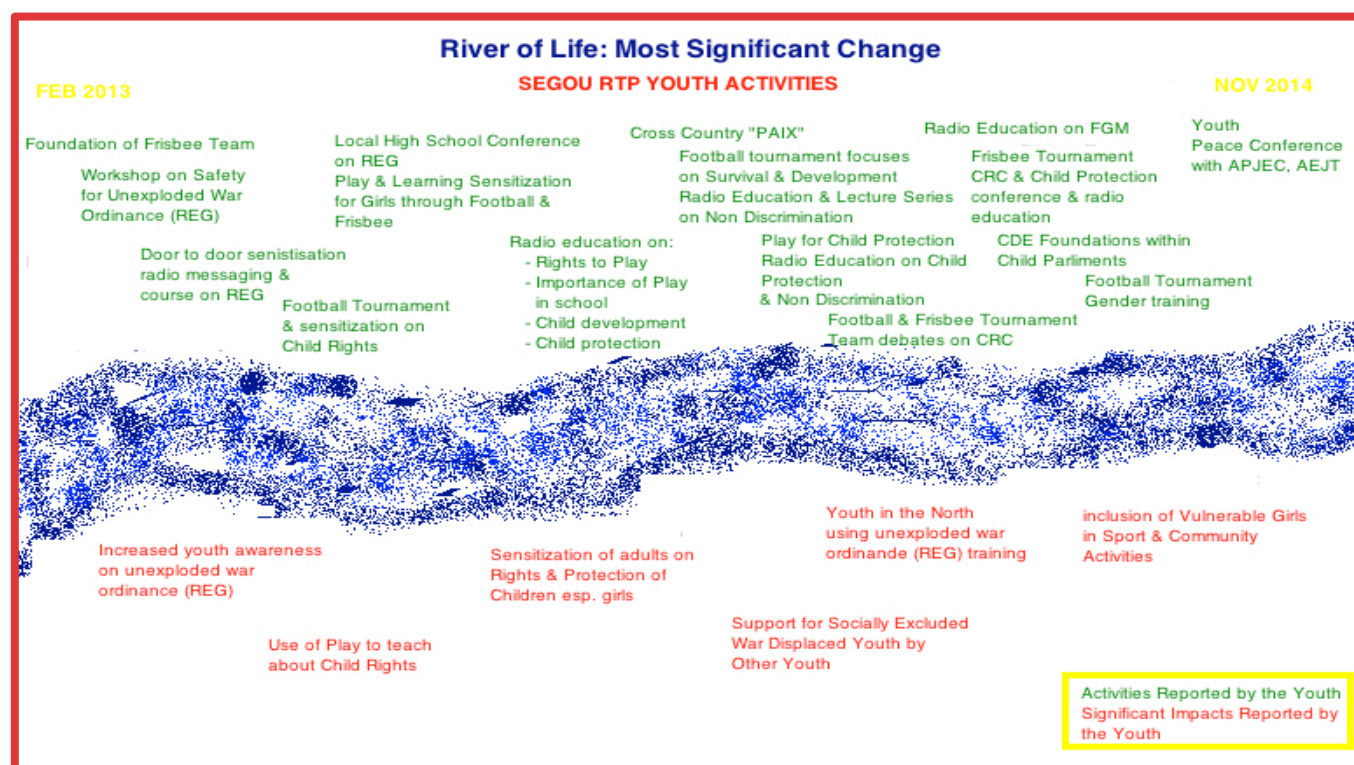 River of Life: Most Significant Change
SEGOU RTP YOUTH ACTIVITIES
FEB 2013
NOV 2014
Foundation of Frisbee Team
Workshop on Safety
for Unexploded War
Ordinance (REG)
Door to door senistisation
radio messaging &
course on REG
Football Tournament
& sensitization on
Child Rights
Local High School Conference
on REG
Play & Learning Sensitization
for Girls through Football &
Frisbee
Radio education on:
- Rights to Play
- Importance of Play
in school
- Child development
- Child protection
Cross Country "PAIX"
Football tournament focuses
on Survival & Development
Radio Education & Lecture Series
on Non Discrimination
Play for Child Protection
Radio Education on Child
Protection
& Non Discrimination
Football & Frisbee Tournament
Team debates on CRC
Radio Education on FGM
Frisbee Tournament
CRC & Child Protection
conference & radio
education
CDE Foundations within
Child Parliments
Football Tournament
Gender training
Youth
Peace Conference
with APJEC, AEJT
Increased youth awareness
on unexploded war
ordinance (REG)
Use of Play to teach
about Child Rights
Sensitization of adults on
Rights & Protection of
Children esp. girls
Support for Socially Excluded
War Displaced Youth by
Other Youth
Youth in the North
using unexploded war
ordinande (REG) training
inclusion of Vulnerable Girls
in Sport & Community
Activities
Activities Reported by the Youth
Significant Impacts Reported by
the Youth